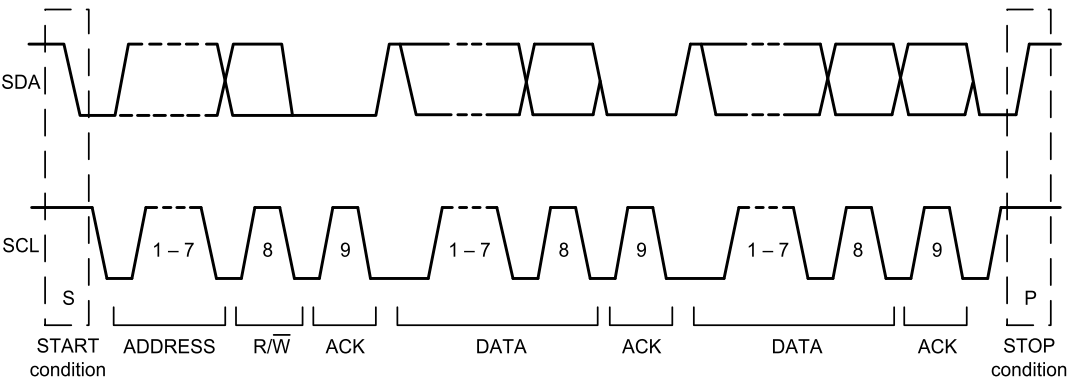 SDA
SCL
1 – 7
8
9
1 – 7
8
9
1 – 7
8
9
S
P
START
condition
ADDRESS
R/W̅
ACK
DATA
ACK
DATA
ACK
STOP
condition